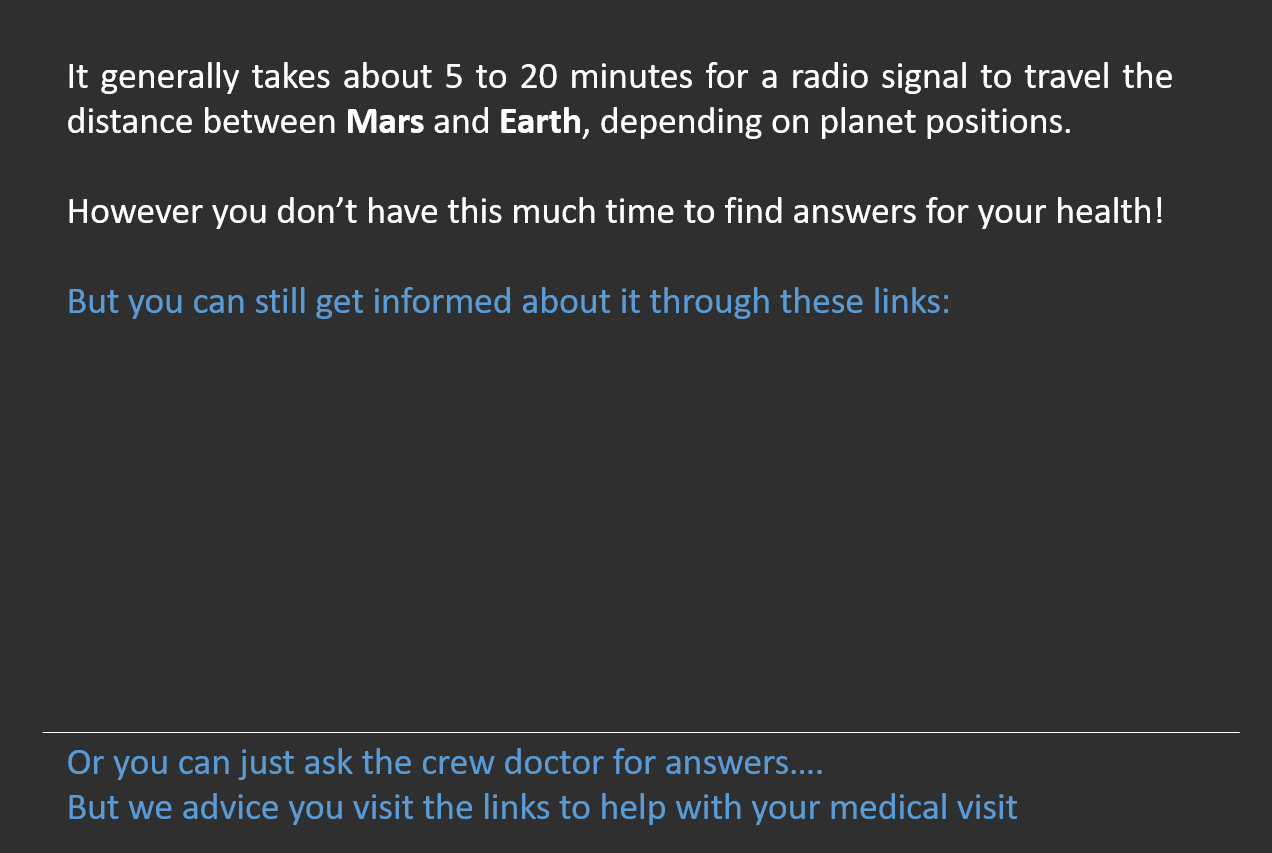 It generally takes about 5 to 20 minutes for a radio signal to travel the
distance between Mars and Earth, depending on planet positions.
However you don’t have this much time to find answers for your health!
But you can still get informed about it through these links:
Or you can just ask the crew doctor for answers....
But we advice you visit the links to help with your medical visit